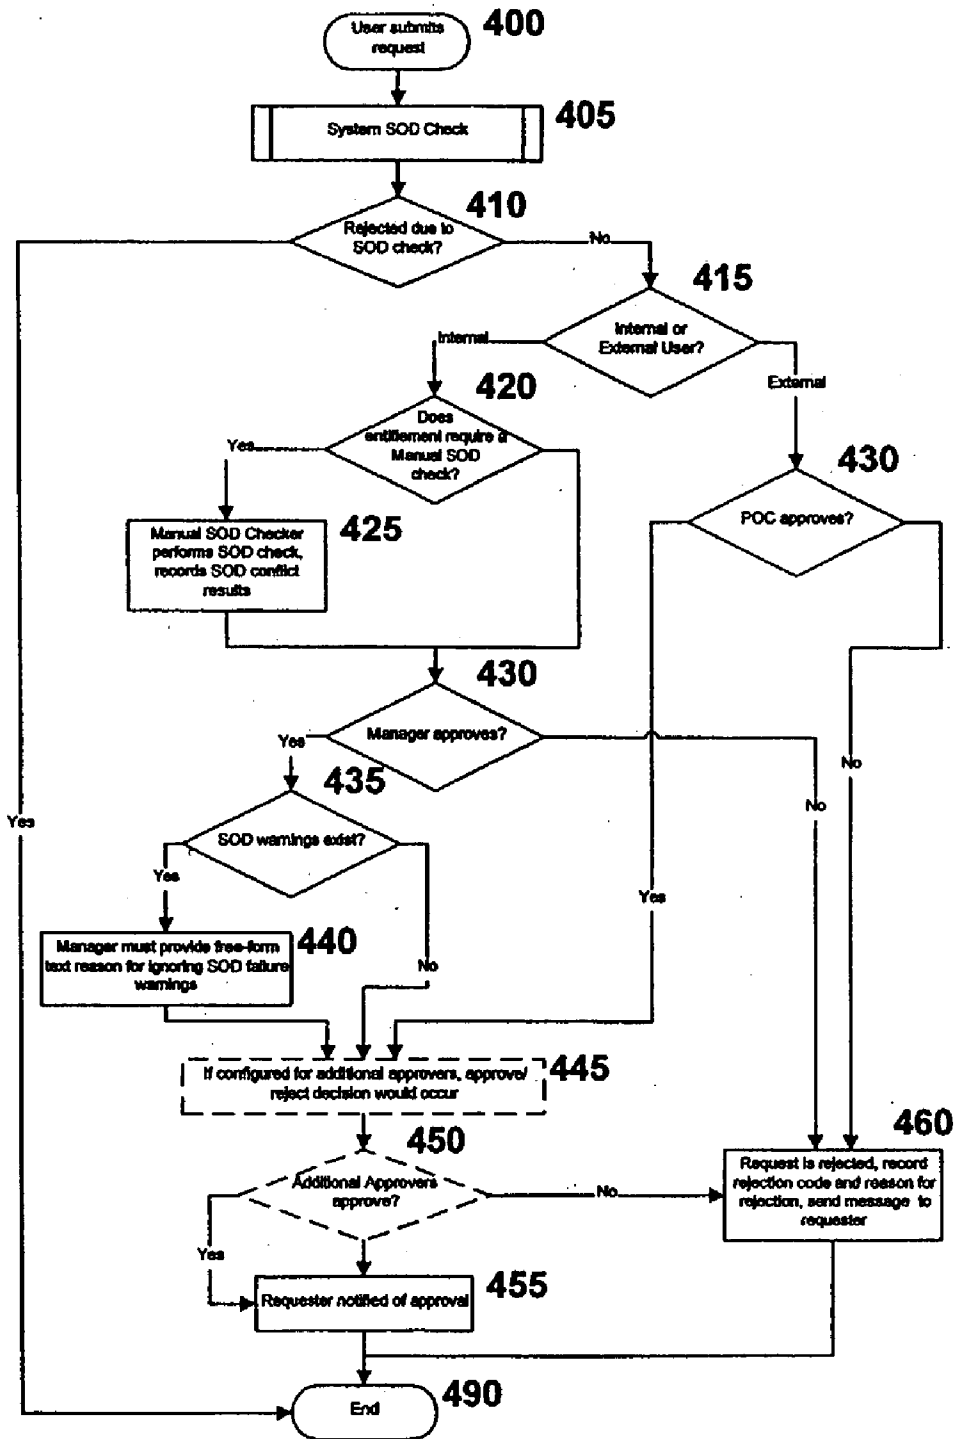 User submits
request
400
System SOD Check
405
410
Rejected due to
SOD check?
No
415
Internal or
External User?
Internal
External
420
Does
entitlement require a
Manual SOD
check?
Yes
430
POC approves?
425
Manual SOD Checker
performs SOD check,
records SOD conflict
results
430
Manager approves?
Yes
No
No
435
SOD warnings exist?
Yes
Yes
Yes
No
440
Manager must provide free-form
text reason for ignoring SOD failure
warnings
445
If configured for additional approvers, approve/
reject decision would occur
450
Additional Approvers
approve?
No
Yes
460
Request is rejected, record
rejection code and reason for
rejection, send message to
requester
455
Requester notified of approval
490
End